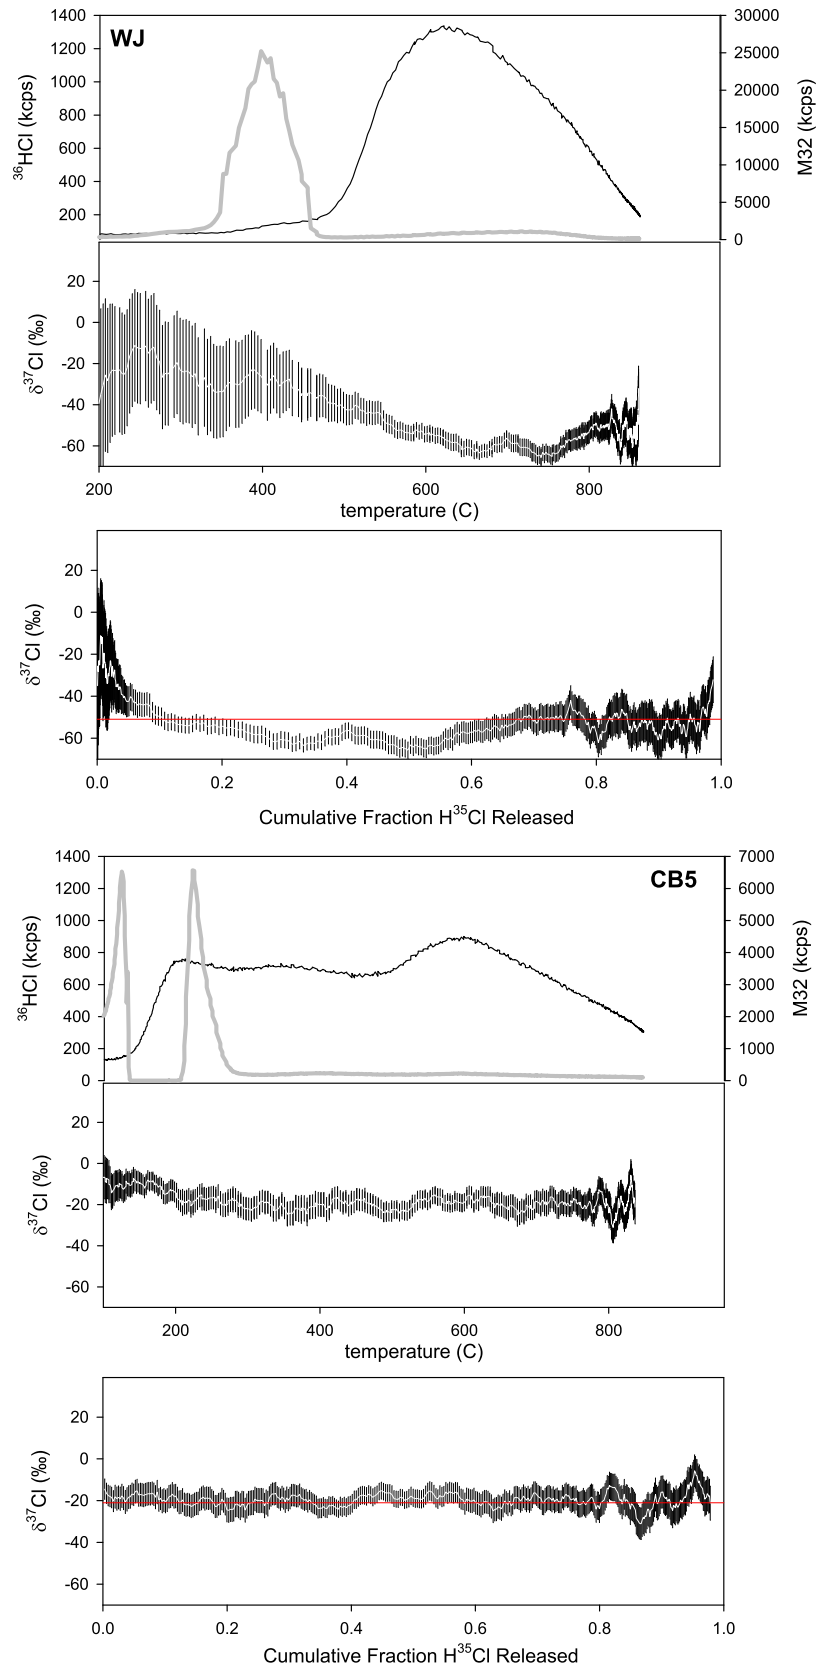 WJ
³⁶HCl (kcps)
1400
1200
1000
800
600
400
200
30000
25000
20000
15000
10000
5000
0
M32 (kcps)
δ³⁷Cl (‰)
20
0
-20
-40
-60
200 400 600 800
temperature (C)
δ³⁷Cl (‰)
20
0
-20
-40
-60
0.0 0.2 0.4 0.6 0.8 1.0
Cumulative Fraction H³⁵Cl Released
CB5
³⁶HCl (kcps)
1400
1200
1000
800
600
400
200
0
7000
6000
5000
4000
3000
2000
1000
0
M32 (kcps)
δ³⁷Cl (‰)
20
0
-20
-40
-60
200 400 600 800
temperature (C)
δ³⁷Cl (‰)
20
0
-20
-40
-60
0.0 0.2 0.4 0.6 0.8 1.0
Cumulative Fraction H³⁵Cl Released